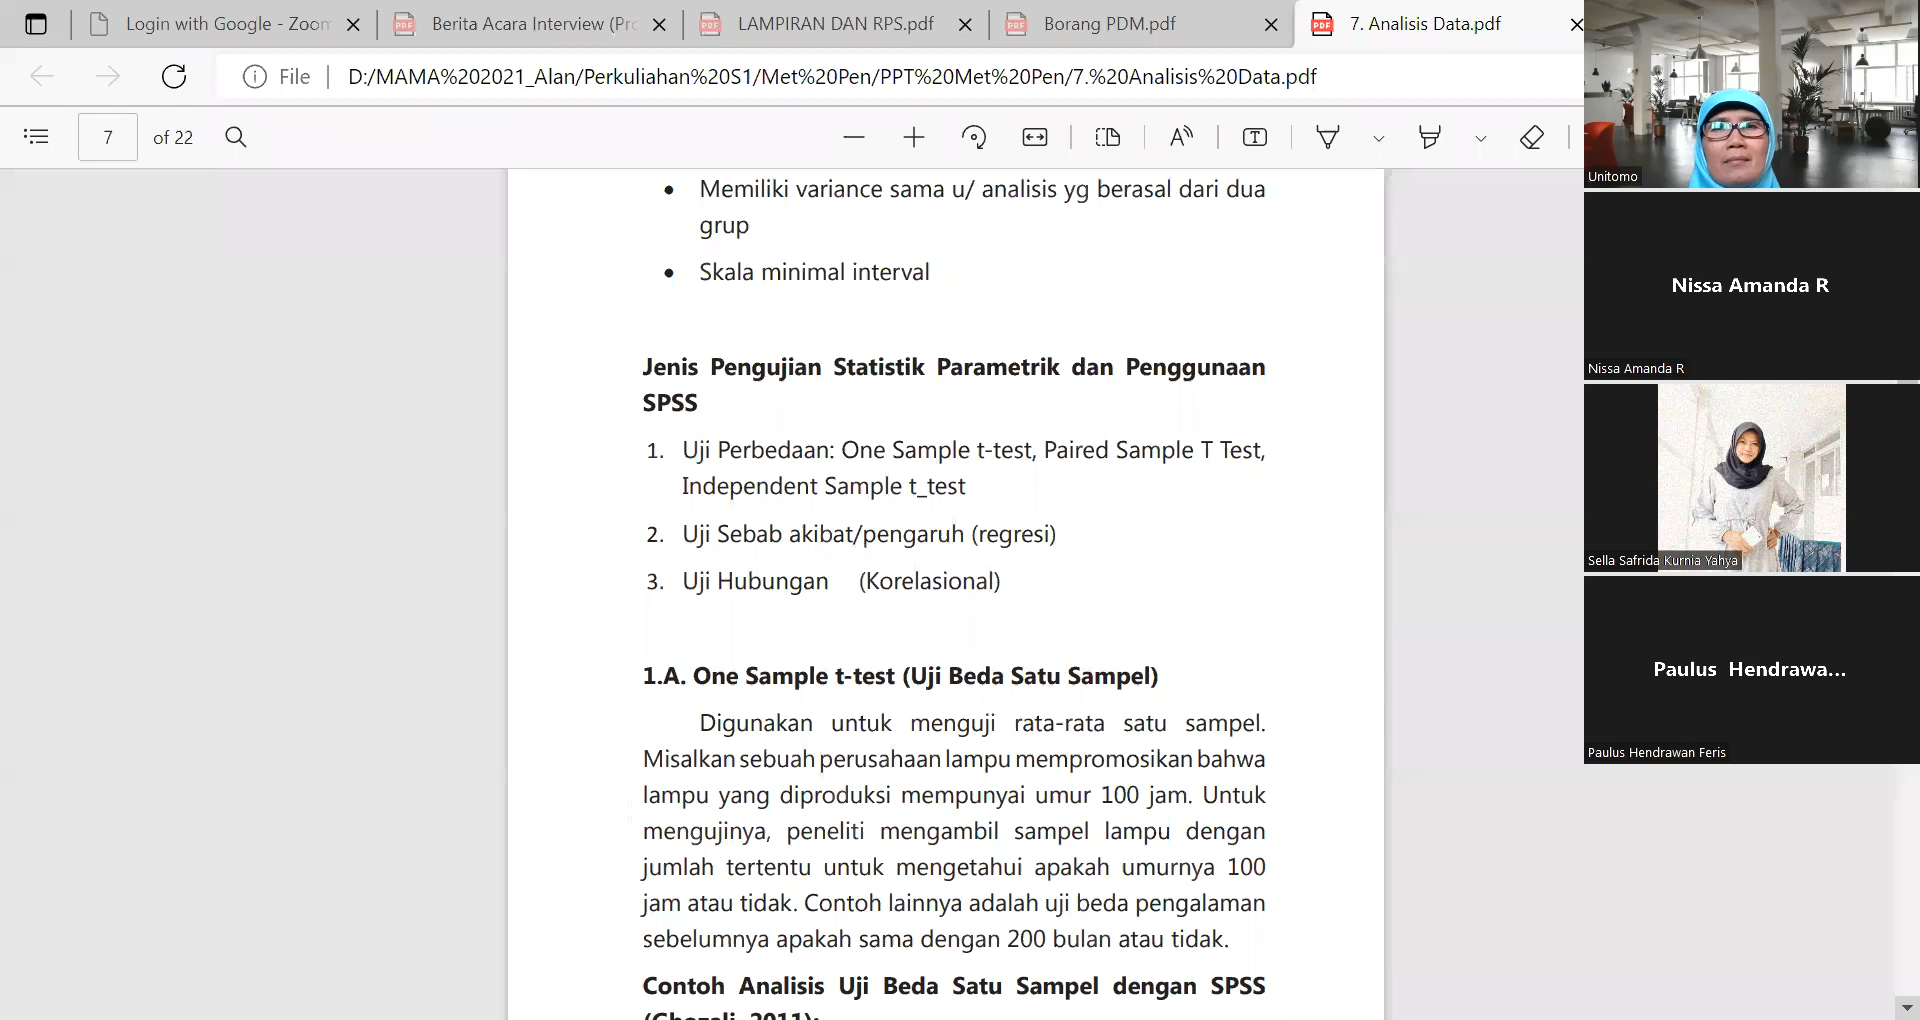 Login with Google - Zoom
Berita Acara Interview (Pro
LAMPIRAN DAN RPS.pdf
Borang PDM.pdf
7. Analisis Data.pdf
File
D:/MAMA%202021_Alan/Perkuliahan%20S1/Met%20Pen/PPT%20Met%20Pen/7.%20Analisis%20Data.pdf
7 of 22
• Memiliki variance sama u/ analisis yg berasal dari dua
grup
• Skala minimal interval
Jenis Pengujian Statistik Parametrik dan Penggunaan
SPSS
1. Uji Perbedaan: One Sample t-test, Paired Sample T Test,
Independent Sample t_test
2. Uji Sebab akibat/pengaruh (regresi)
3. Uji Hubungan (Korelasional)
1.A. One Sample t-test (Uji Beda Satu Sampel)
Digunakan untuk menguji rata-rata satu sampel.
Misalkan sebuah perusahaan lampu mempromosikan bahwa
lampu yang diproduksi mempunyai umur 100 jam. Untuk
mengujinya, peneliti mengambil sampel lampu dengan
jumlah tertentu untuk mengetahui apakah umurnya 100
jam atau tidak. Contoh lainnya adalah uji beda pengalaman
sebelumnya apakah sama dengan 200 bulan atau tidak.
Contoh Analisis Uji Beda Satu Sampel dengan SPSS
(Ghozali, 2011):
Unitomo
Nissa Amanda R
Nissa Amanda R
Sella Safrida Kurnia Yahya
Paulus Hendrawa...
Paulus Hendrawan Feris